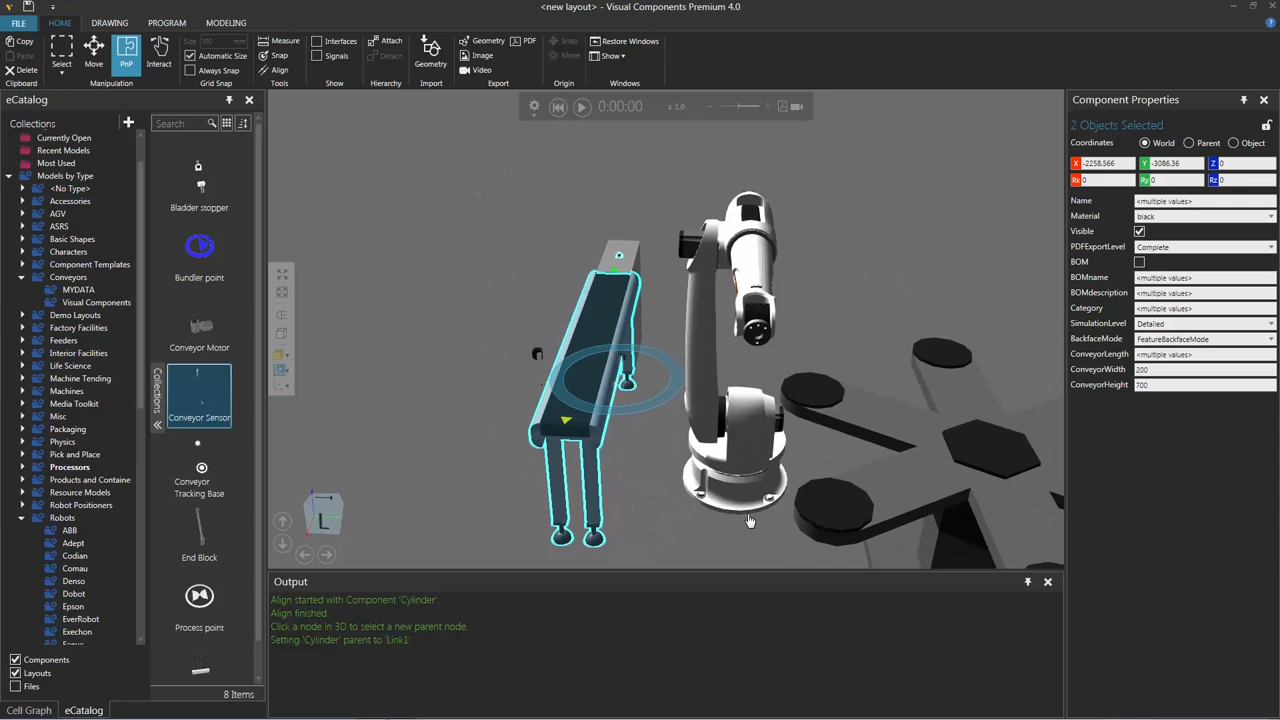 <new layout> - Visual Components Premium 4.0
FILE
HOME
DRAWING
PROGRAM
MODELING
Copy
Paste
Delete
Clipboard
Select
Move
PnP
Interact
Manipulation
Size: 100 mm
Automatic Size
Always Snap
Grid Snap
Measure
Snap
Align
Tools
Interfaces
Signals
Show
Attach
Detach
Hierarchy
Geometry
Import
Geometry
PDF
Image
Video
Export
Snap
Move
Origin
Restore Windows
Show
Windows
eCatalog
Collections
Currently Open
Recent Models
Most Used
Models by Type
<No Type>
Accessories
AGV
ASRS
Basic Shapes
Characters
Component Templates
Conveyors
MYDATA
Visual Components
Demo Layouts
Factory Facilities
Feeders
Interior Facilities
Life Science
Machine Tending
Machines
Media Toolkit
Misc
Packaging
Physics
Pick and Place
Processors
Products and Containe
Resource Models
Robot Positioners
Robots
ABB
Adept
Codian
Comau
Denso
Dobot
Epson
EverRobot
Exechon
Components
Layouts
Files
Collections
Search
Bladder stopper
Bundler point
Conveyor Motor
Conveyor Sensor
Conveyor
Tracking Base
End Block
Process point
8 Items
Cell Graph
eCatalog
0:00:00
x 1.0
L
Output
Align started with Component 'Cylinder'.
Align finished.
Click a node in 3D to select a new parent node.
Setting 'Cylinder' parent to 'Link1'.
Component Properties
2 Objects Selected
Coordinates World Parent Object
X -2258.566 Y -3086.36 Z 0
Rx 0 Ry 0 Rz 0
Name <multiple values>
Material black
Visible
PDFExportLevel Complete
BOM
BOMname <multiple values>
BOMdescription <multiple values>
Category <multiple values>
SimulationLevel Detailed
BackfaceMode FeatureBackfaceMode
ConveyorLength <multiple values>
ConveyorWidth 200
ConveyorHeight 700